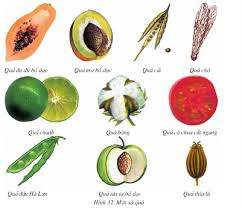 Quả đu đủ bổ dọc
Quả mơ bổ dọc
Quả cải
Quả chò
Quả chanh
Quả bông
Quả cà chua cắt ngang
Quả đậu Hà Lan
Quả táo ta bổ dọc
Quả thìa là
Hình 32. Một số quả